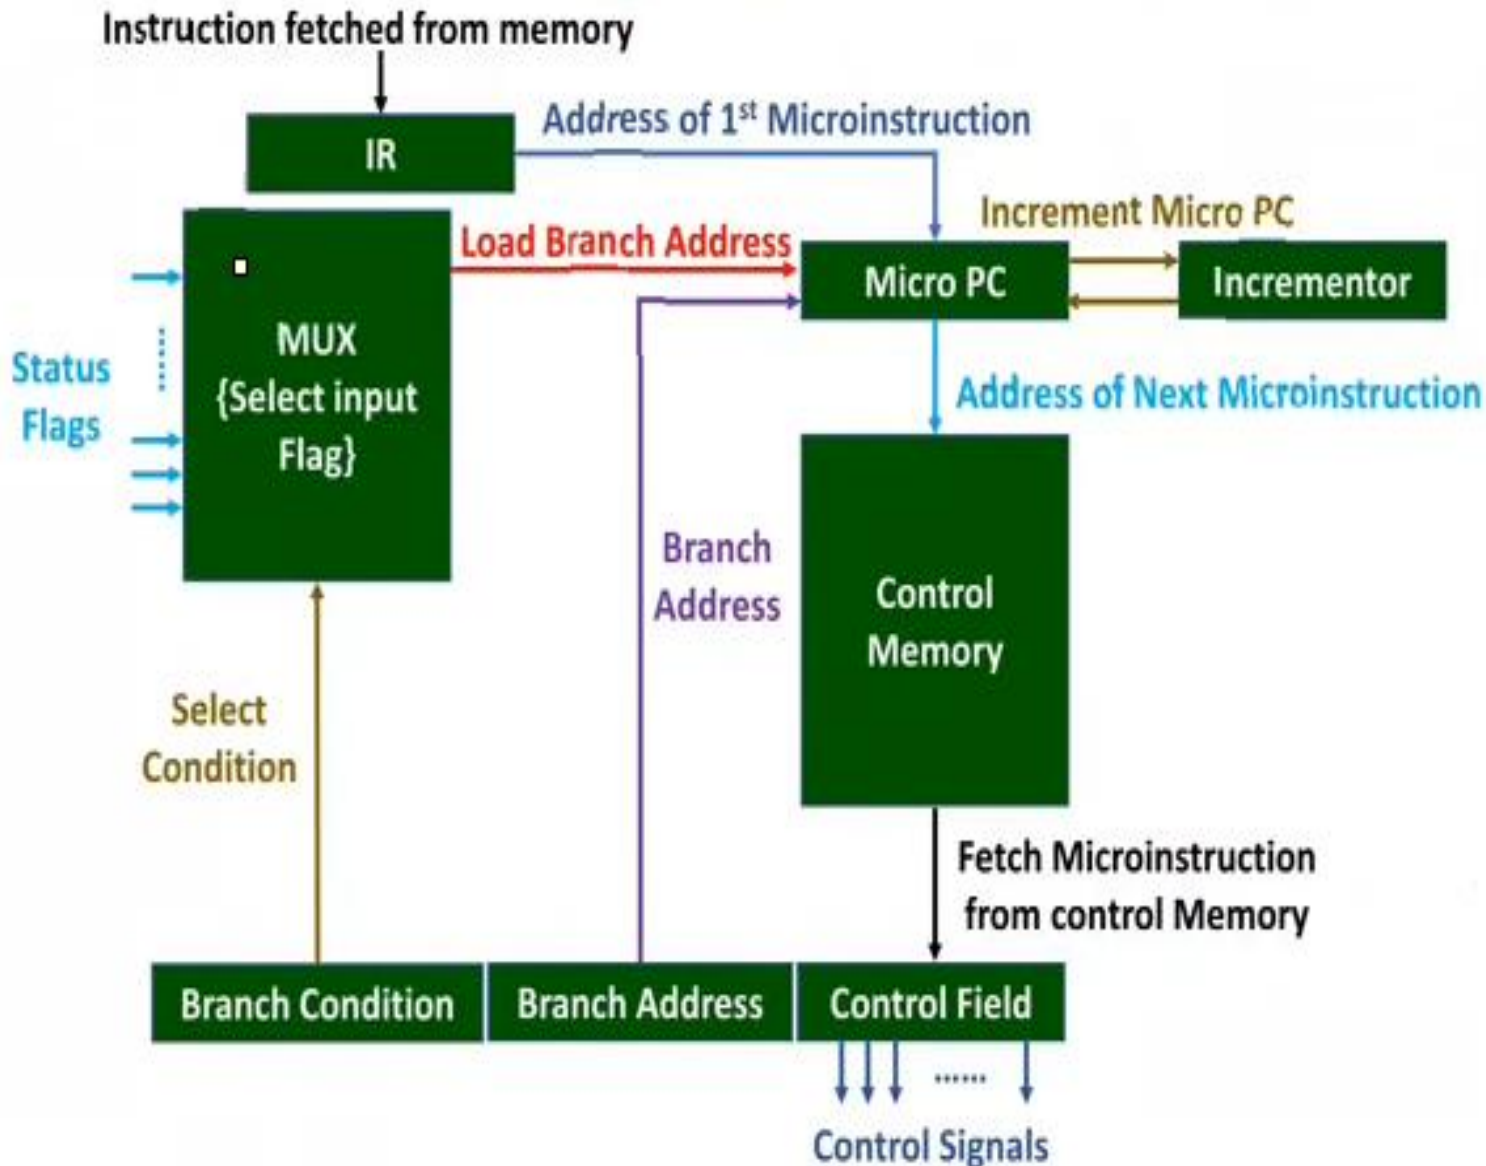 Instruction fetched from memory
IR
Address of 1st Microinstruction
Increment Micro PC
Load Branch Address
Micro PC
Incrementor
MUX
{Select input
Flag}
Status
Flags
Address of Next Microinstruction
Branch
Address
Control
Memory
Select
Condition
Fetch Microinstruction
from control Memory
Branch Condition
Branch Address
Control Field
Control Signals